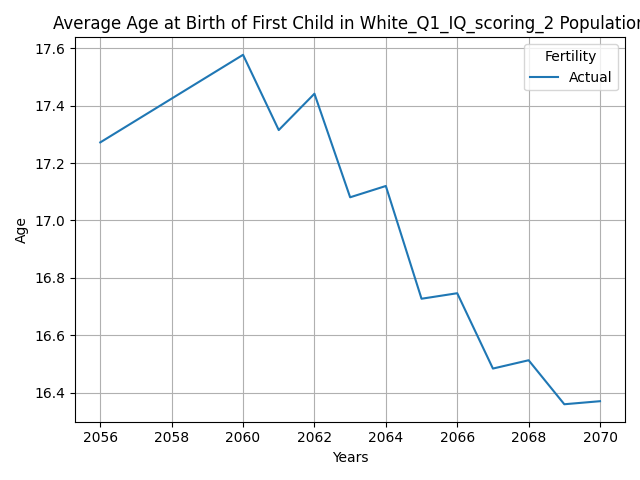 Average Age at Birth of First Child in White_Q1_IQ_scoring_2 Population
17.6
17.4
17.2
17.0
16.8
16.6
16.4
Age
Fertility
Actual
2056 2058 2060 2062 2064 2066 2068 2070
Years